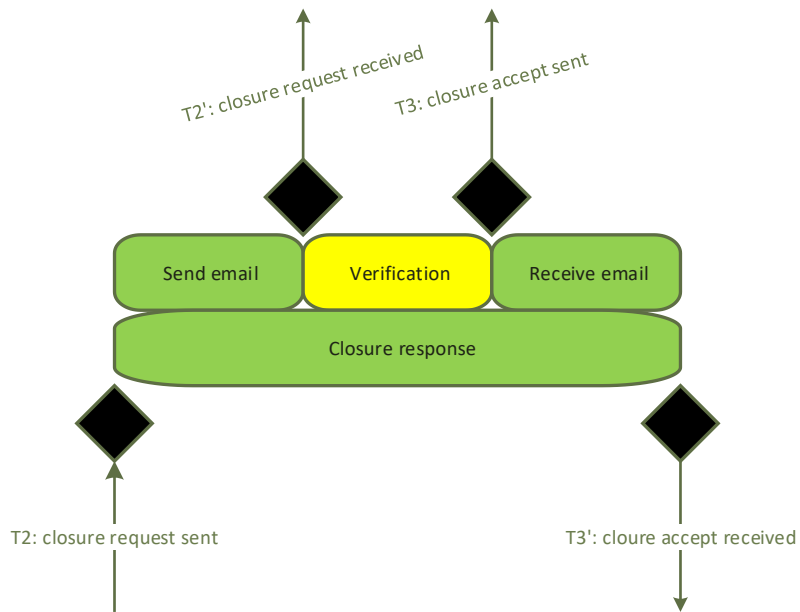 T2': closure request received
T3: closure accept sent
Send email
Verification
Receive email
Closure response
T2: closure request sent
T3': cloure accept received